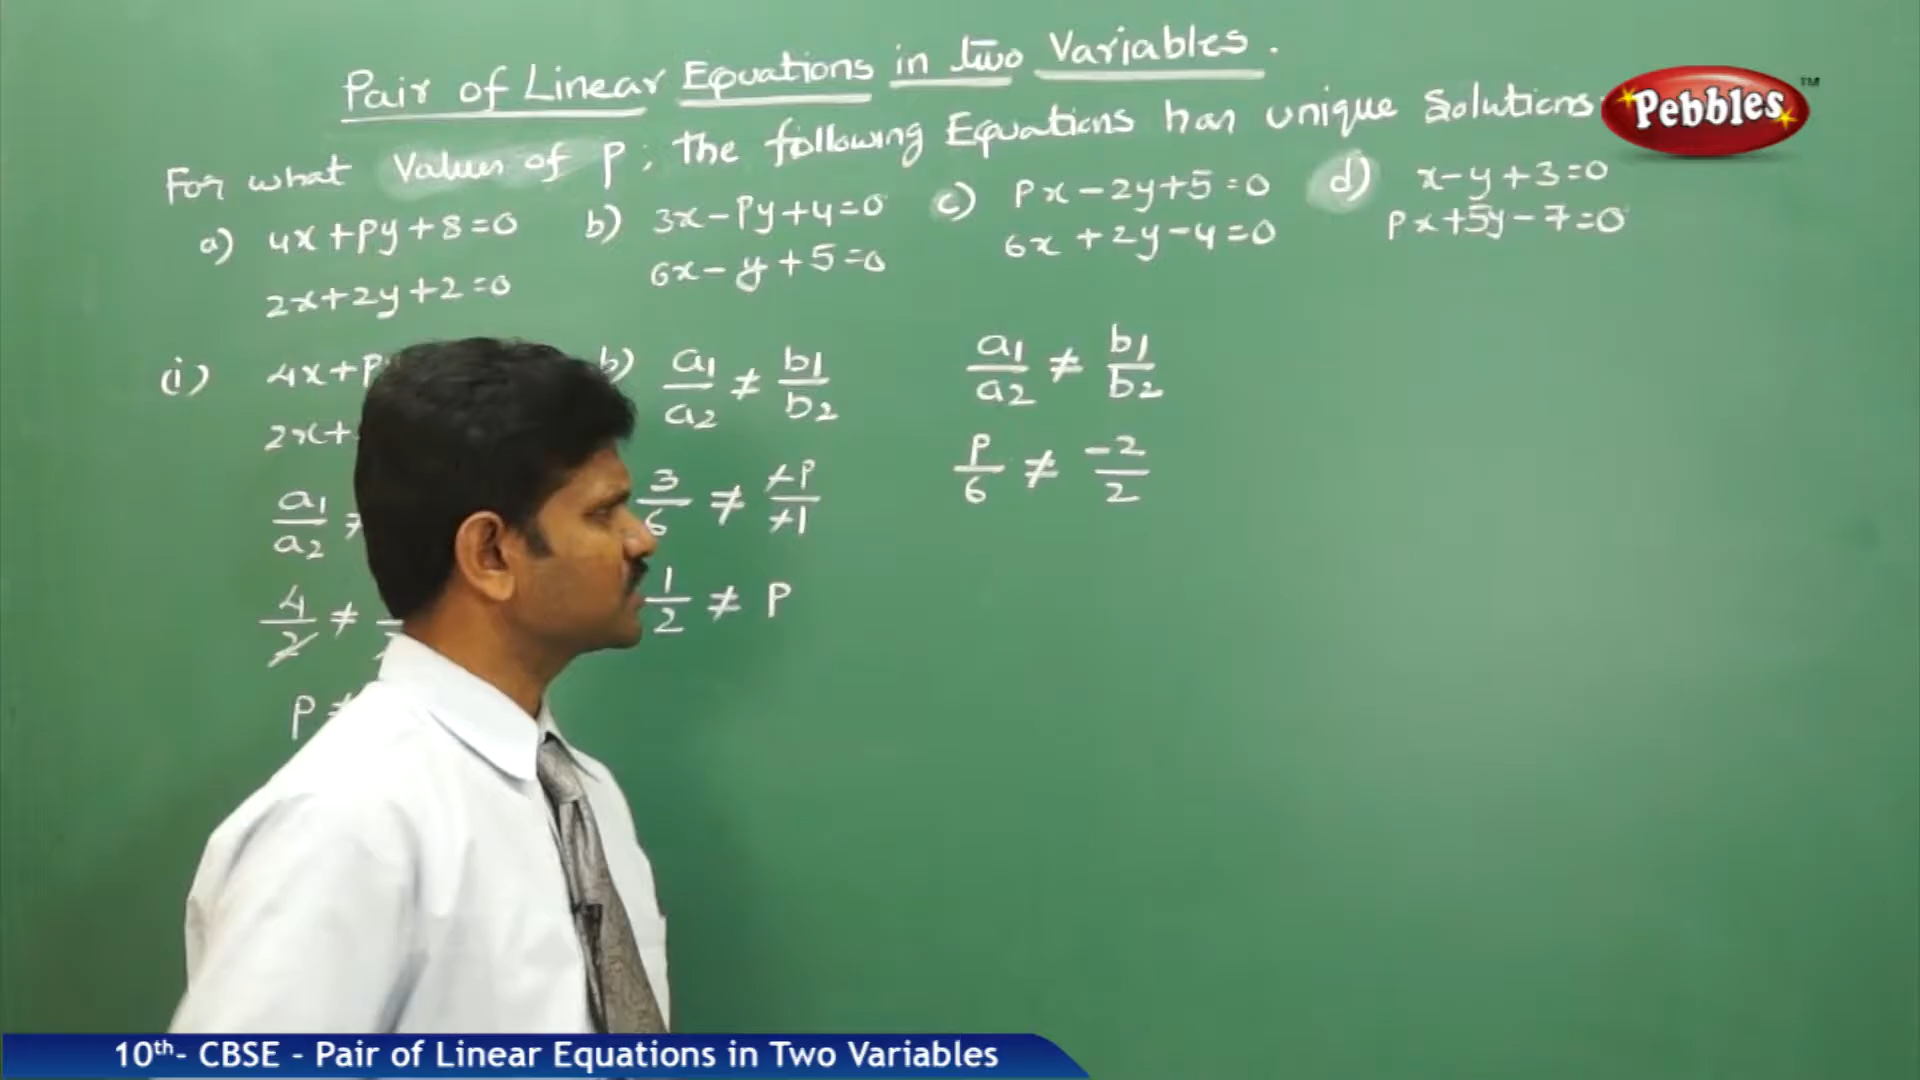 Pair of Linear Equations in two Variables.
For what Values of P; The following Equations has unique Solutions
a) 4x+py+8=0 b) 3x-Py+4=0 c) Px-2y+5=0 d) x-y+3=0
2x+2y+2=0 6x-y+5=0 6x+2y-4=0 Px+5y-7=0
(i) 4x+P
2x+
a1/a2 ≠
4/2 ≠
P ≠
b) a1/a2 ≠ b1/b2
3/6 ≠ -P/-1
1/2 ≠ P
a1/a2 ≠ b1/b2
P/6 ≠ -2/2
Pebbles™
10th- CBSE - Pair of Linear Equations in Two Variables